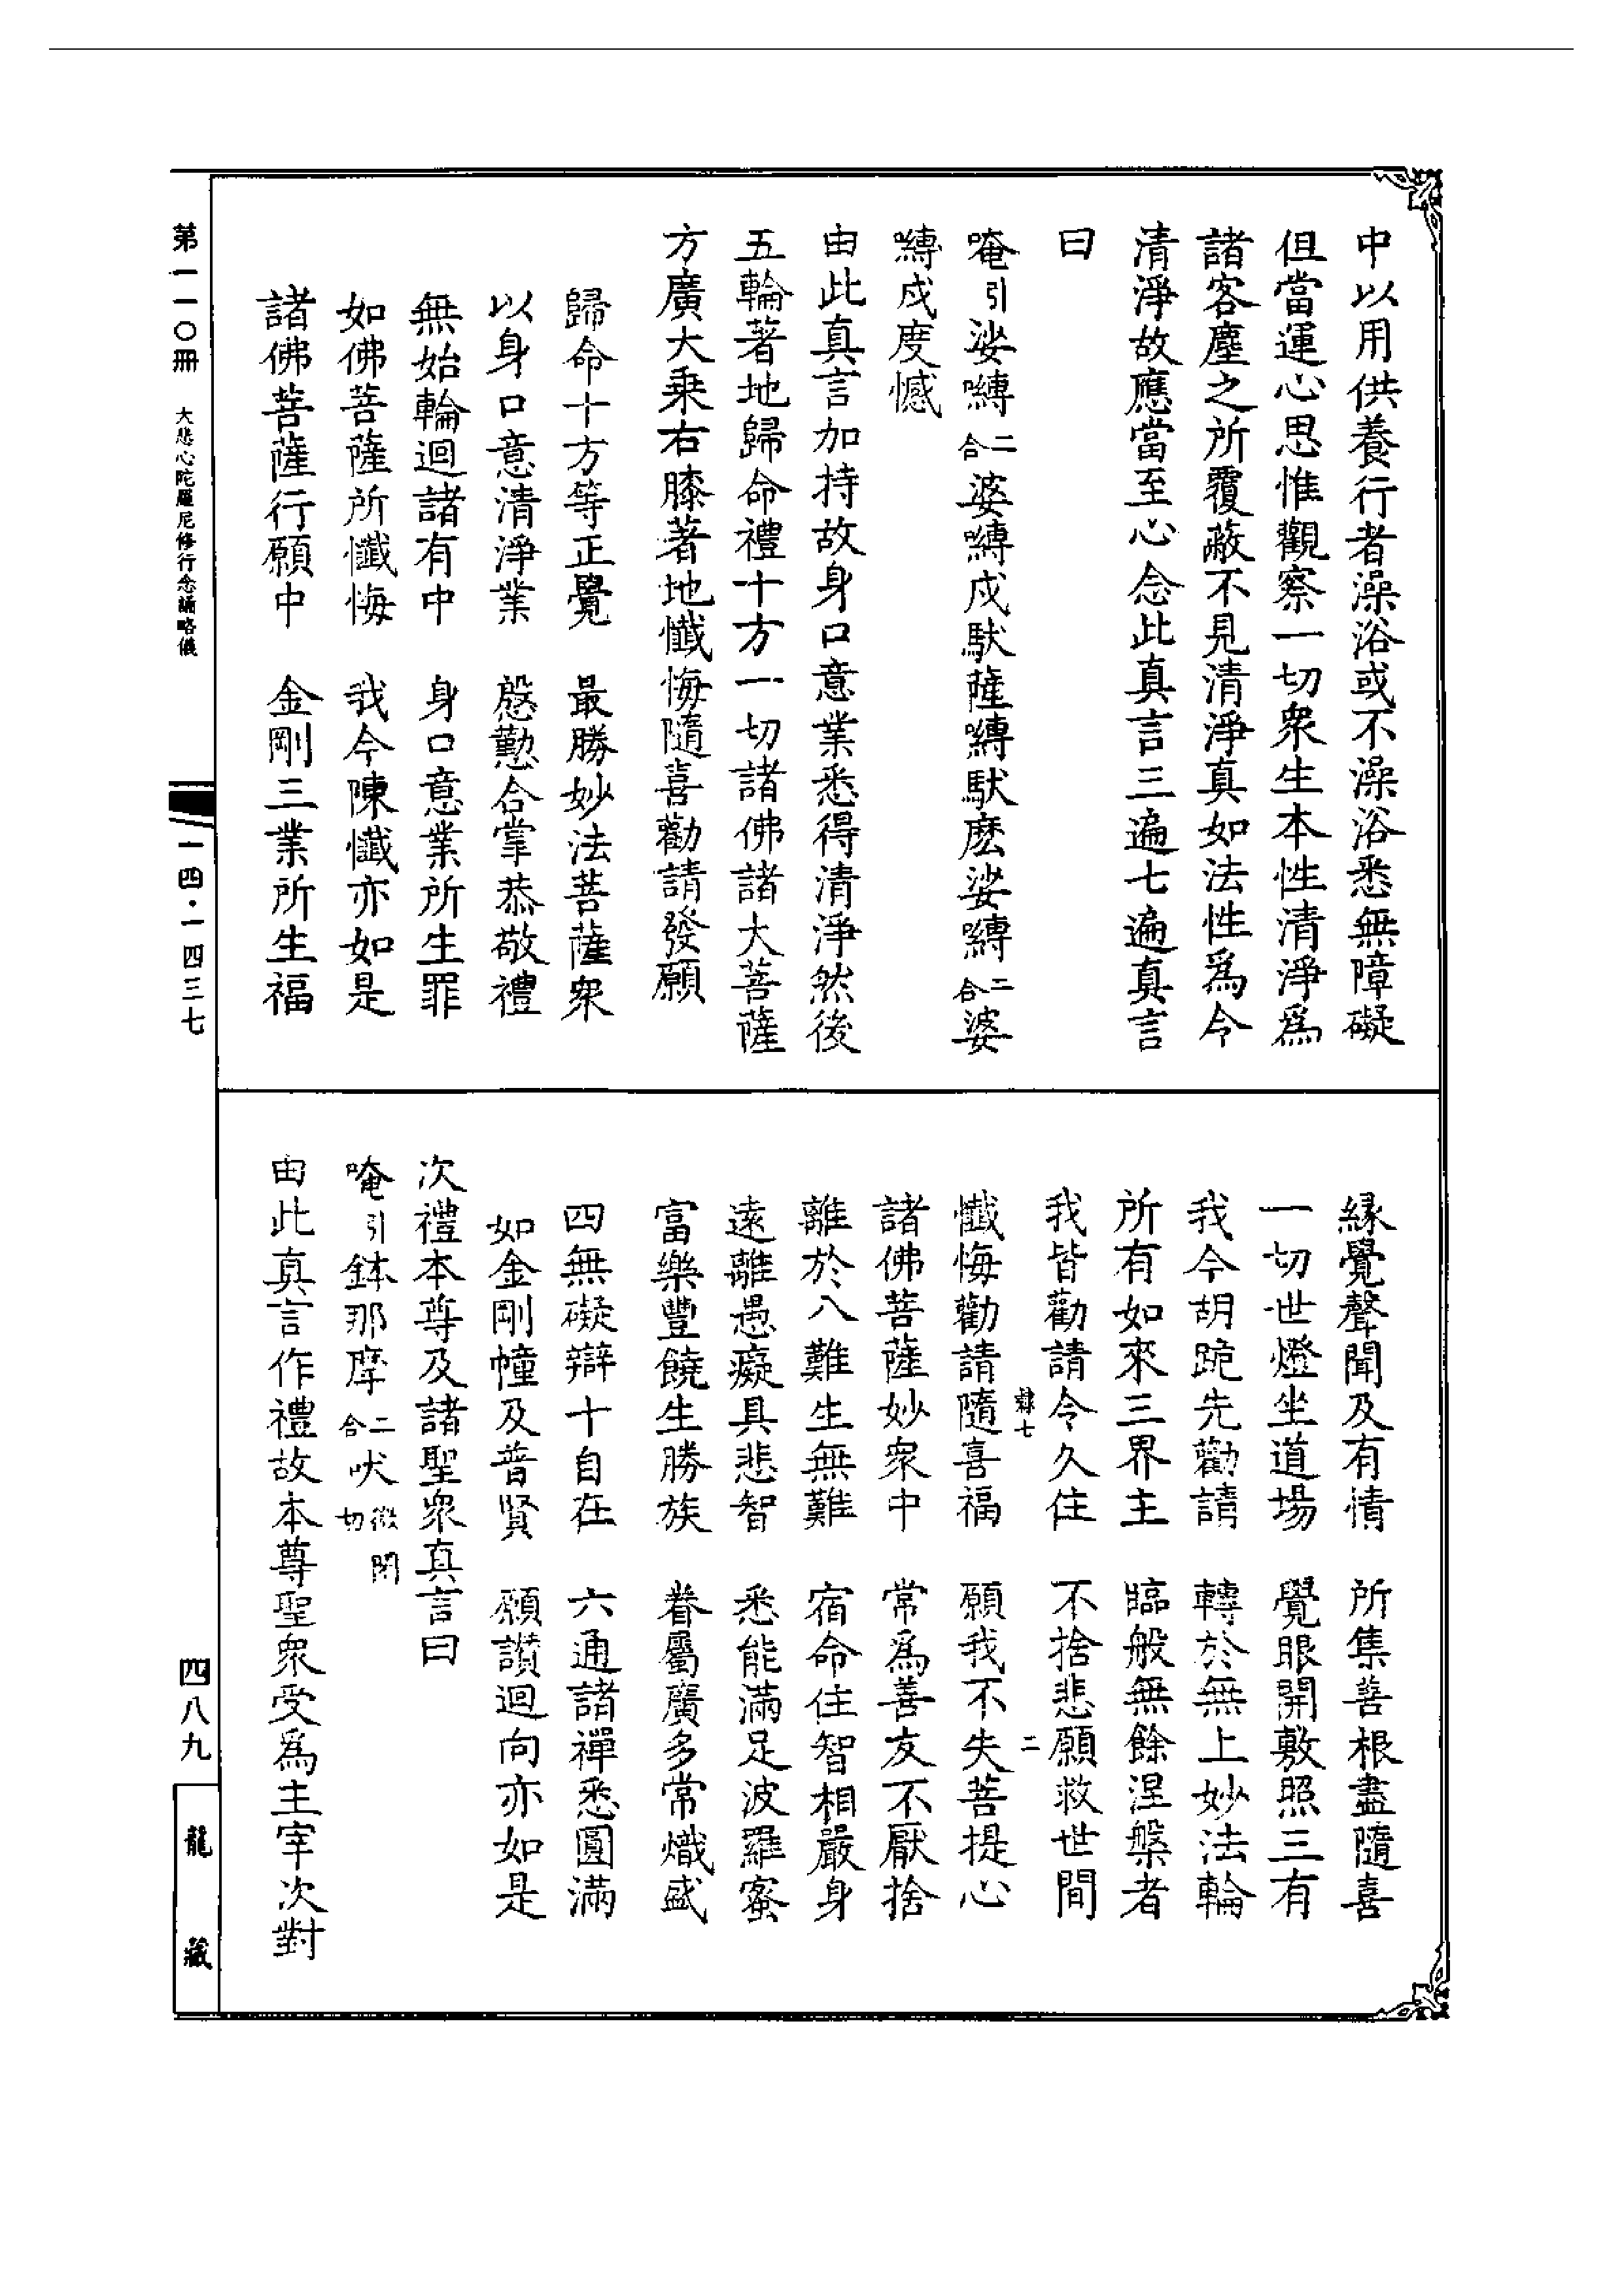 中以用供養行者澡浴或不澡浴悉無障礙
但當運心思惟觀察一切衆生本性清淨爲
諸客塵之所覆蔽不見清淨真如法性爲令
清淨故應當至心念此真言三遍七遍真言
曰
唵引娑嚩二合婆嚩戍馱薩嚩馱麽娑嚩二合婆
嚩戍度憾
由此真言加持故身口意業悉得清淨然後
五輪著地歸命禮十方一切諸佛諸大菩薩
方廣大乘右膝著地懺悔隨喜勸請發願
歸命十方等正覺　最勝妙法菩薩衆
以身口意清淨業　慇懃合掌恭敬禮
無始輪迴諸有中　身口意業所生罪
如佛菩薩所懺悔　我今陳懺亦如是
諸佛菩薩行願中　金剛三業所生福
緣覺聲聞及有情　所集善根盡隨喜
一切世燈坐道場　覺眼開敷照三有
我今胡跪先勸請　轉於無上妙法輪
所有如來三界主　臨般無餘涅槃者
我皆勸請令久住　不捨悲願救世間
隸七　二
懺悔勸請隨喜福　願我不失菩提心
諸佛菩薩妙衆中　常爲善友不厭捨
離於八難生無難　宿命住智相嚴身
遠離愚癡具悲智　悉能滿足波羅蜜
富樂豐饒生勝族　眷屬廣多常熾盛
四無礙辯十自在　六通諸禪悉圓滿
如金剛幢及普賢　願讚迴向亦如是
次禮本尊及諸聖衆真言曰
唵引鉢那摩二合吠微閉切
由此真言作禮故本尊聖衆受爲主宰次對
第一一〇冊　大悲心陀羅尼修行念誦略儀
一四・一四三七
四八九
龍藏